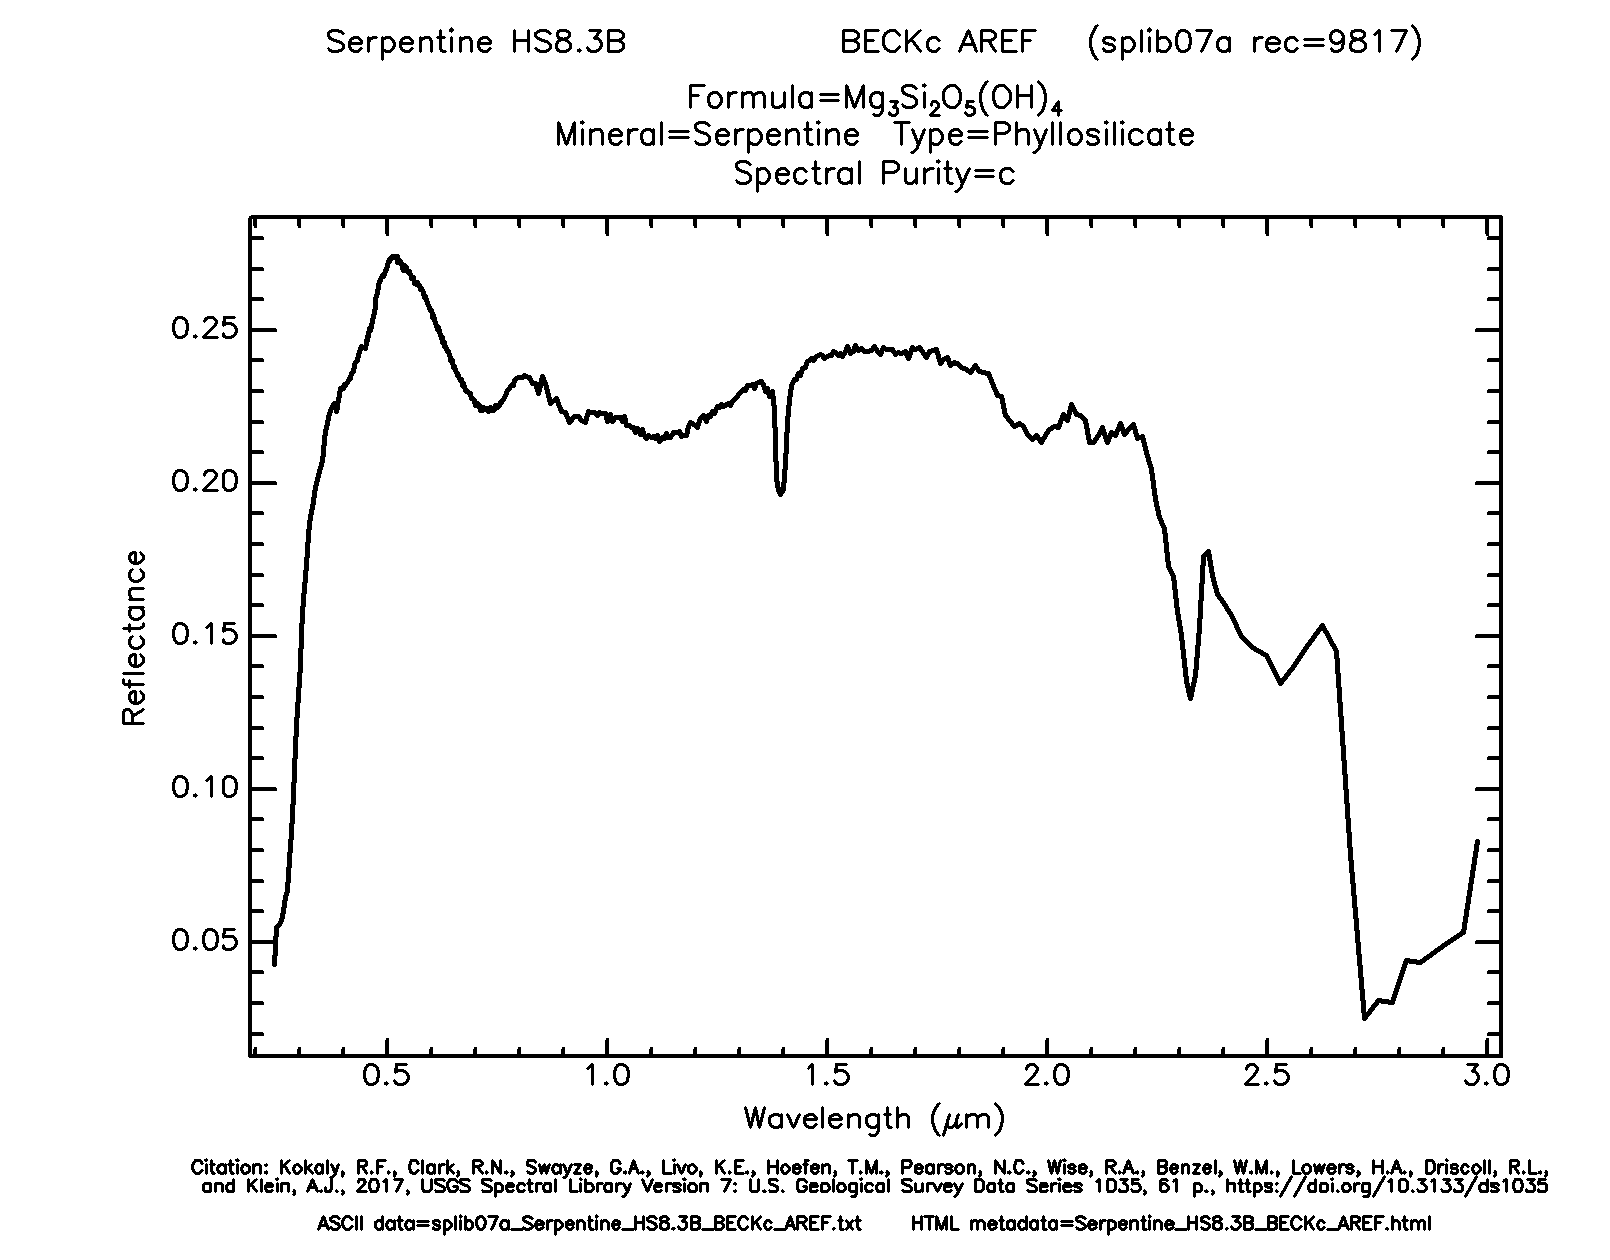 Serpentine HS8.3B BECKc AREF (splib07a rec=9817)
Formula=Mg₃Si₂O₅(OH)₄
Mineral=Serpentine Type=Phyllosilicate
Spectral Purity=c
0.25
0.20
0.15
0.10
0.05
Reflectance
0.5 1.0 1.5 2.0 2.5 3.0
Wavelength (μm)
Citation: Kokaly, R.F., Clark, R.N., Swayze, G.A., Livo, K.E., Hoefen, T.M., Pearson, N.C., Wise, R.A., Benzel, W.M., Lowers, H.A., Driscoll, R.L.,
and Klein, A.J., 2017, USGS Spectral Library Version 7: U.S. Geological Survey Data Series 1035, 61 p., https://doi.org/10.3133/ds1035
ASCII data=splib07a_Serpentine_HS8.3B_BECKc_AREF.txt HTML metadata=Serpentine_HS8.3B_BECKc_AREF.html